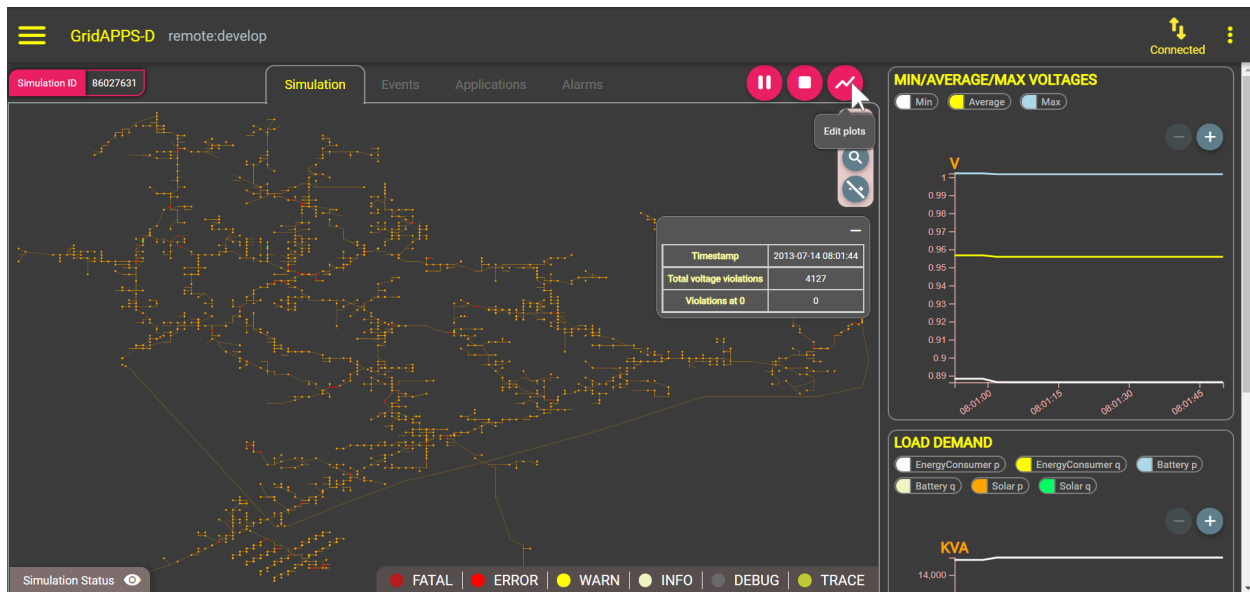 GridAPPS-D remote:develop
Connected
Simulation ID 86027631
Simulation Events Applications Alarms
Edit plots
Timestamp 2013-07-14 08:01:44
Total voltage violations 4127
Violations at 0 0
Simulation Status
FATAL ERROR WARN INFO DEBUG TRACE
MIN/AVERAGE/MAX VOLTAGES
Min Average Max
V
1
0.99
0.98
0.97
0.96
0.95
0.94
0.93
0.92
0.91
0.9
0.89
08:01:00 08:01:15 08:01:30 08:01:45
LOAD DEMAND
EnergyConsumer p EnergyConsumer q Battery p
Battery q Solar p Solar q
KVA
14,000